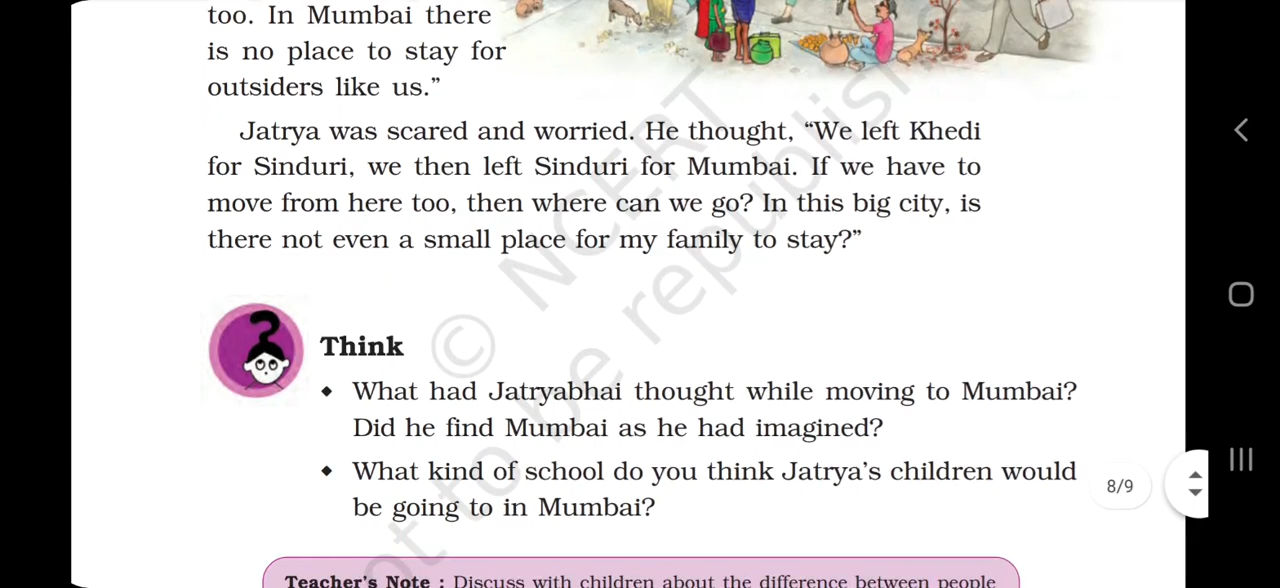 too. In Mumbai there
is no place to stay for
outsiders like us.”
Jatrya was scared and worried. He thought, “We left Khedi
for Sinduri, we then left Sinduri for Mumbai. If we have to
move from here too, then where can we go? In this big city, is
there not even a small place for my family to stay?”
© NCERT
not to be republish
Think
◆ What had Jatryabhai thought while moving to Mumbai?
Did he find Mumbai as he had imagined?
◆ What kind of school do you think Jatrya’s children would
be going to in Mumbai?
8/9
Teacher’s Note : Discuss with children about the difference between people